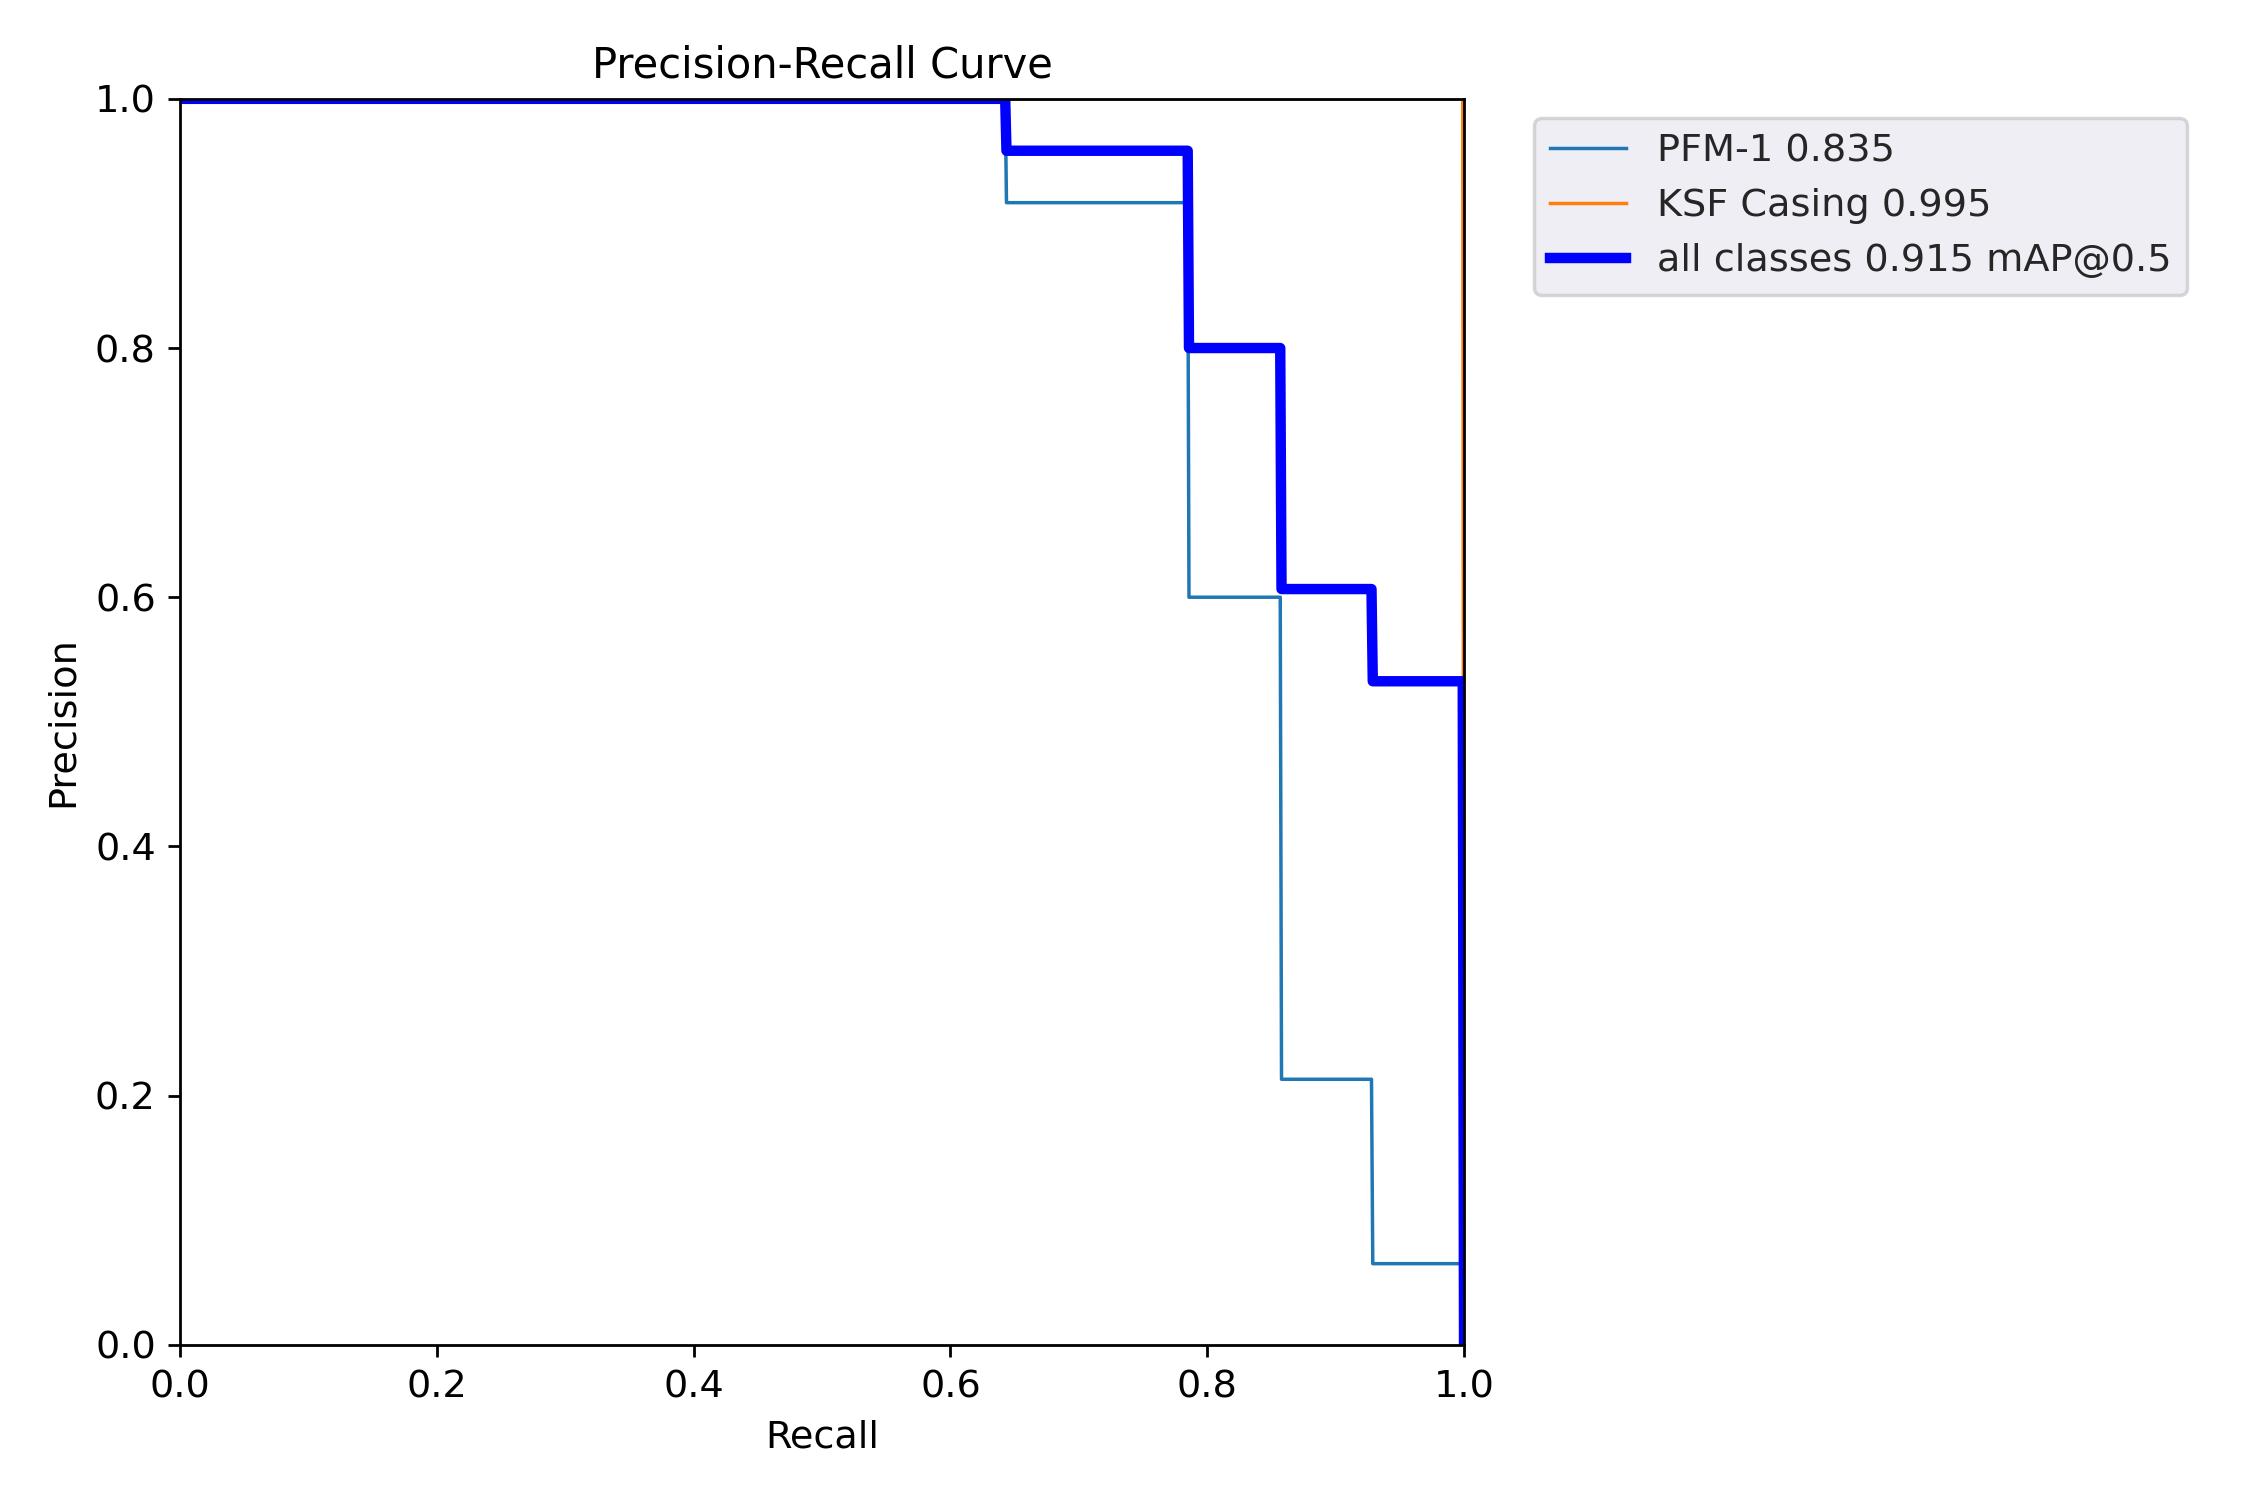 Precision-Recall Curve
1.0
0.8
0.6
0.4
0.2
0.0
Precision
0.0 0.2 0.4 0.6 0.8 1.0
Recall
PFM-1 0.835
KSF Casing 0.995
all classes 0.915 mAP@0.5